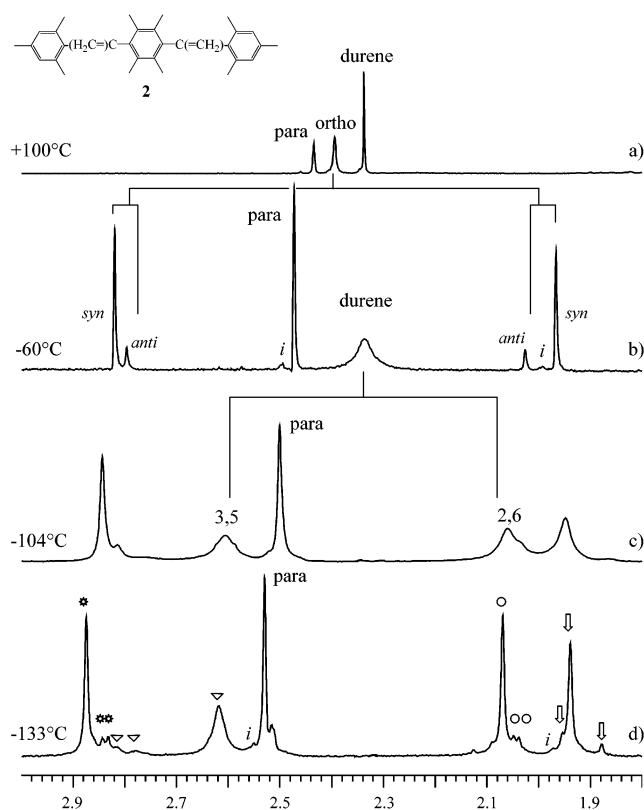 (H₂C=)C
C(=CH₂)
2
durene
para ortho
+100°C a)
para
durene
syn anti i anti i syn
-60°C b)
para
3,5 2,6
-104°C c)
para
i i
-133°C d)
2.9 2.7 2.5 2.3 2.1 1.9